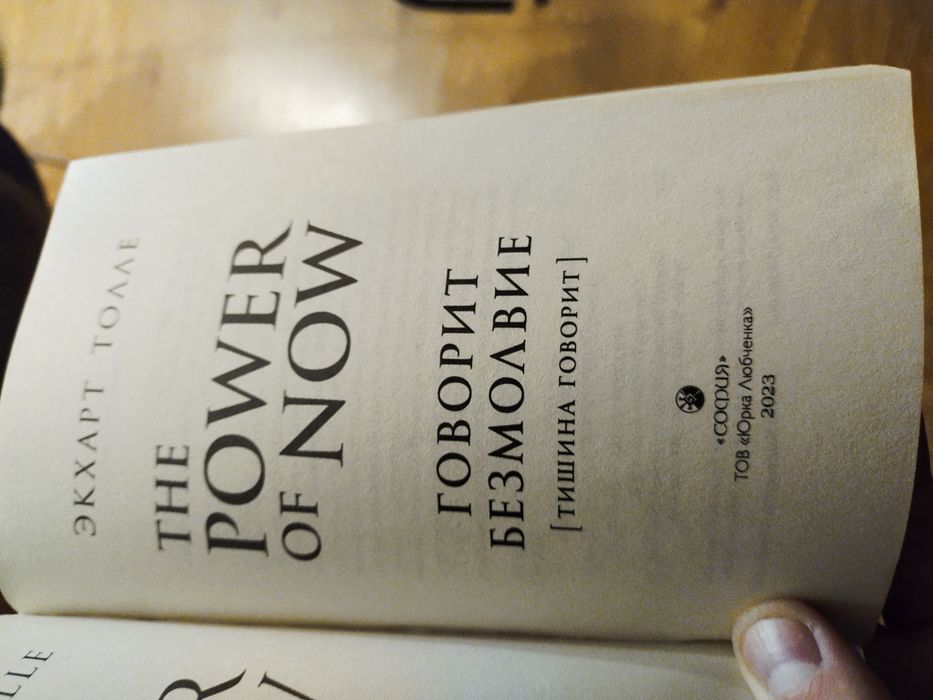 ЭКХАРТ ТОЛЛЕ
THE
POWER
OF NOW
ГОВОРИТ
БЕЗМОЛВИЕ
[ТИШИНА ГОВОРИТ]
«СОФИЯ»
ТОВ «Юрка Любченка»
2023